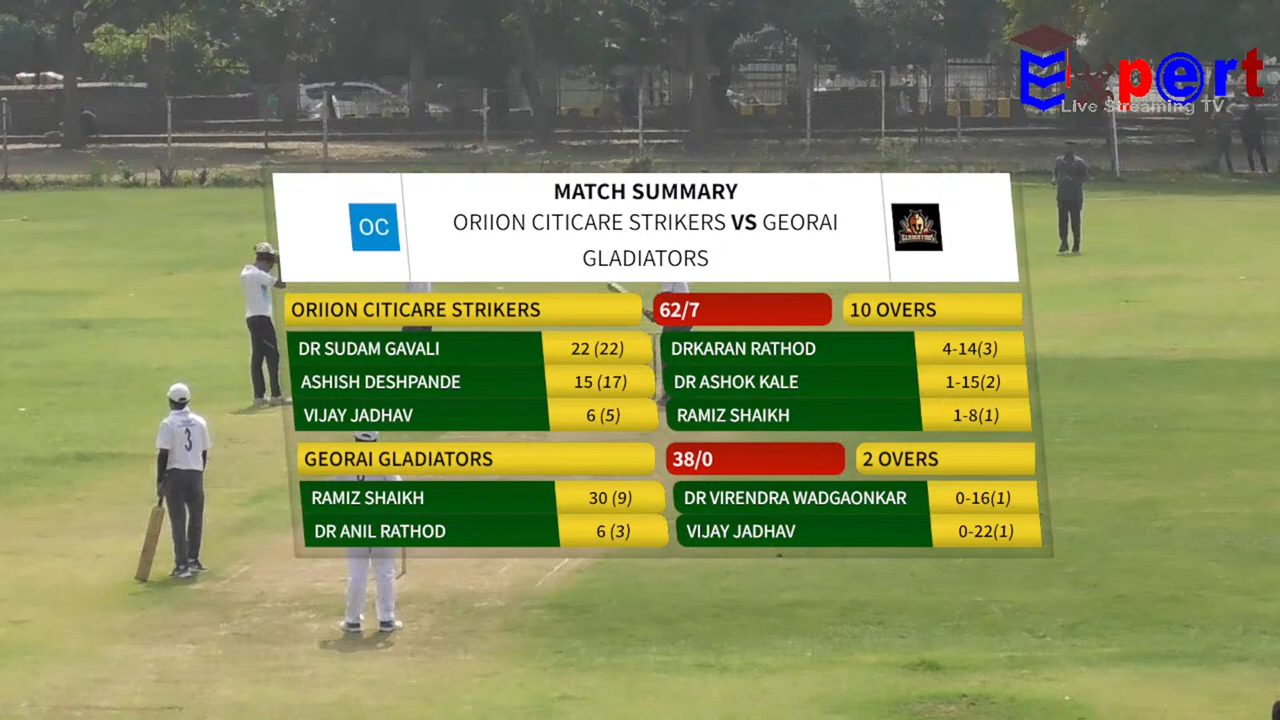 Expert
Live Streaming TV
MATCH SUMMARY
OC
ORIION CITICARE STRIKERS VS GEORAI
GLADIATORS
GLADIATORS
ORIION CITICARE STRIKERS 62/7 10 OVERS
DR SUDAM GAVALI 22 (22) DRKARAN RATHOD 4-14(3)
ASHISH DESHPANDE 15 (17) DR ASHOK KALE 1-15(2)
VIJAY JADHAV 6 (5) RAMIZ SHAIKH 1-8(1)
GEORAI GLADIATORS 38/0 2 OVERS
RAMIZ SHAIKH 30 (9) DR VIRENDRA WADGAONKAR 0-16(1)
DR ANIL RATHOD 6 (3) VIJAY JADHAV 0-22(1)
3